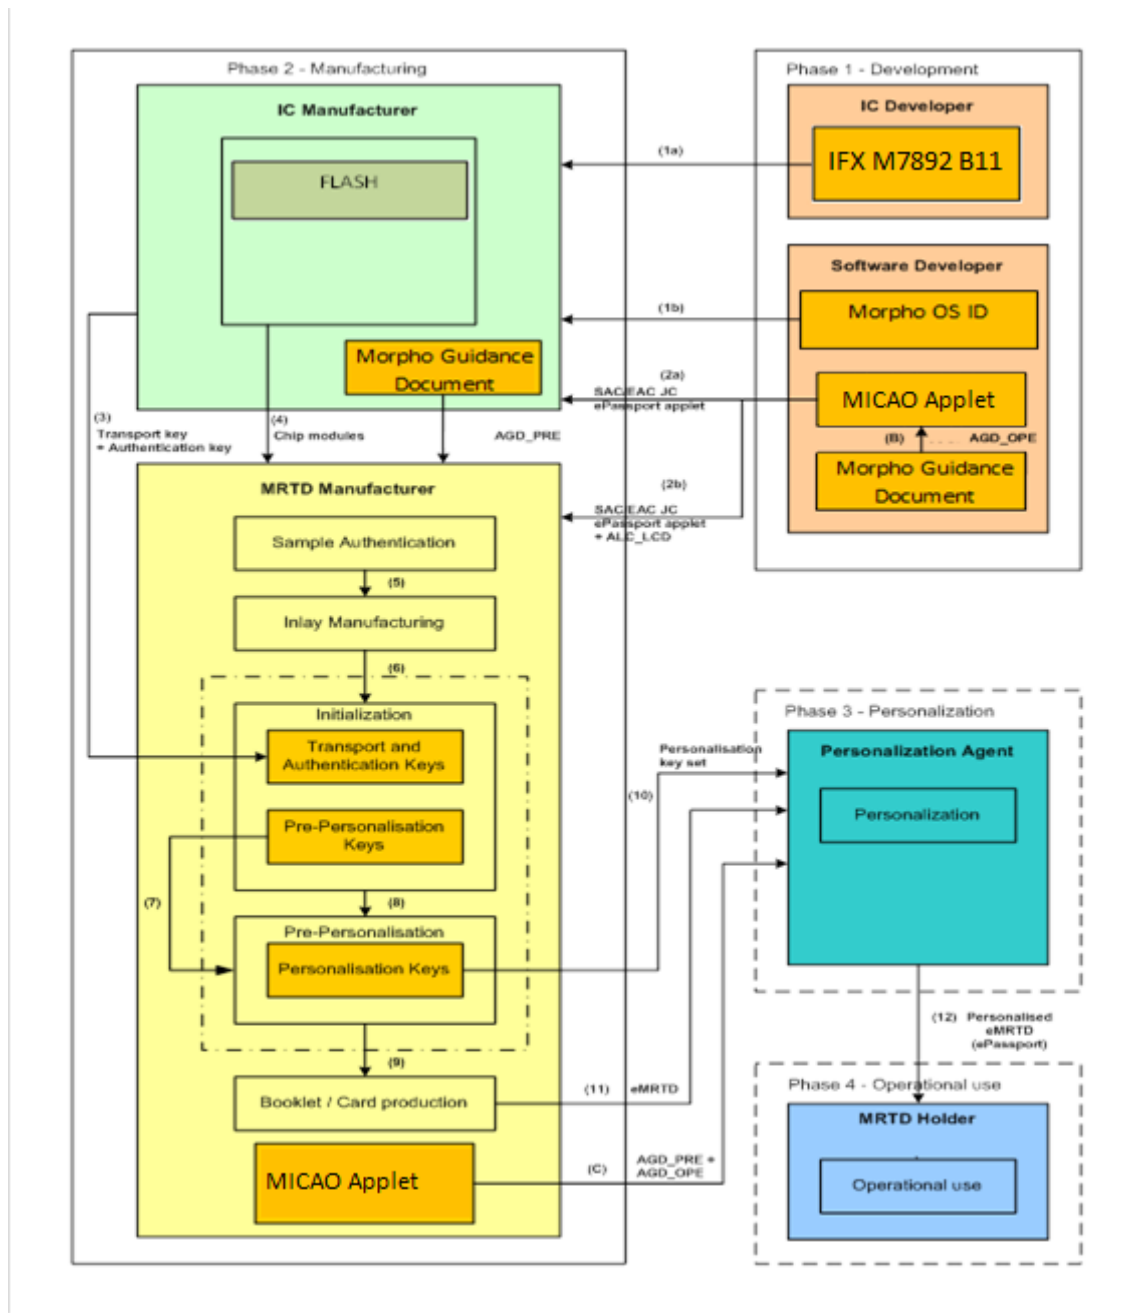 Phase 2 - Manufacturing
IC Manufacturer
FLASH
Morpho Guidance
Document
(3)
Transport key
+ Authentication key
(4)
Chip modules
AGD_PRE
Phase 1 - Development
IC Developer
IFX M7892 B11
(1a)
Software Developer
Morpho OS ID
(1b)
(2a)
SAC/EAC JC
ePassport applet
MICAO Applet
(B)
AGD_OPE
Morpho Guidance
Document
(2b)
SAC/EAC JC
ePassport applet
+ ALC_LCD
MRTD Manufacturer
Sample Authentication
(5)
Inlay Manufacturing
(6)
Initialization
Transport and
Authentication Keys
Pre-Personalisation
Keys
(7)
(8)
Pre-Personalisation
Personalisation Keys
(9)
Booklet / Card production
MICAO Applet
Personalisation
key set
(10)
(11)
eMRTD
(C)
AGD_PRE +
AGD_OPE
Phase 3 - Personalization
Personalization Agent
Personalization
(12) Personalised
eMRTD
(ePassport)
Phase 4 - Operational use
MRTD Holder
Operational use